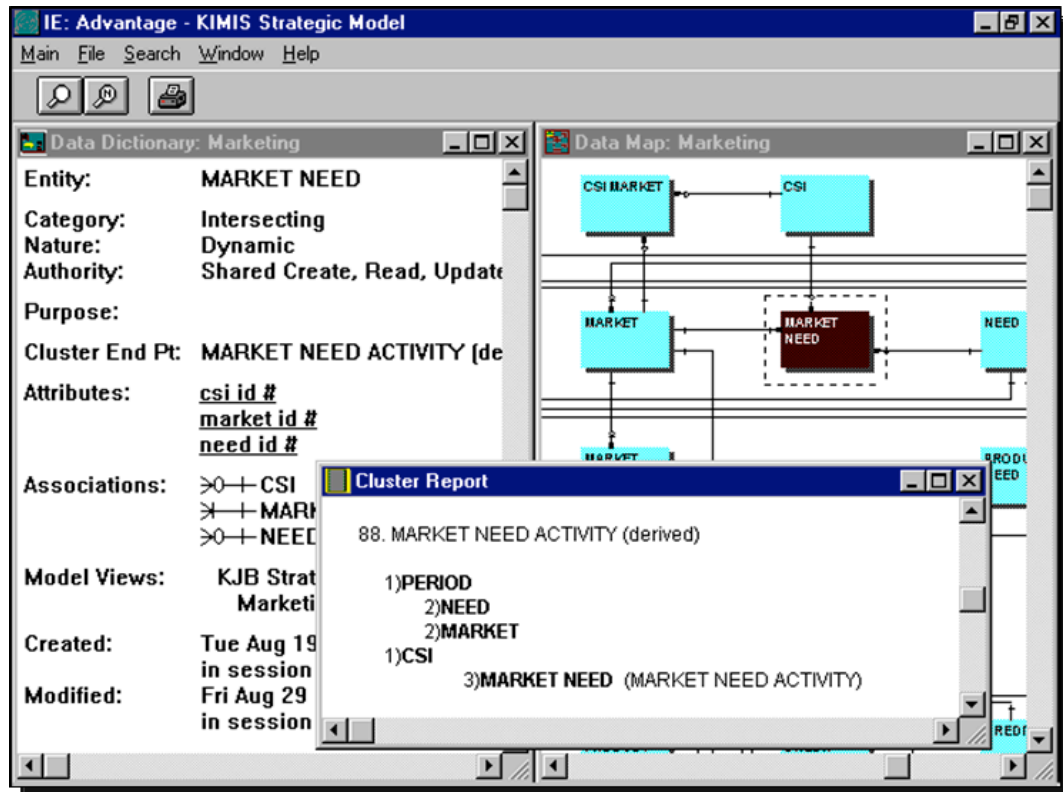 IE: Advantage - KIMIS Strategic Model
Main File Search Window Help
Data Dictionary: Marketing
Entity: MARKET NEED
Category: Intersecting
Nature: Dynamic
Authority: Shared Create, Read, Update
Purpose:
Cluster End Pt: MARKET NEED ACTIVITY (de
Attributes: csi id #
market id #
need id #
Associations: CSI
MARK
NEED
Model Views: KJB Strat
Marketi
Created: Tue Aug 19
in session
Modified: Fri Aug 29
in session
Data Map: Marketing
CSI MARKET
CSI
MARKET
MARKET
NEED
NEED
MARKET
Cluster Report
88. MARKET NEED ACTIVITY (derived)
1)PERIOD
2)NEED
2)MARKET
1)CSI
3)MARKET NEED (MARKET NEED ACTIVITY)